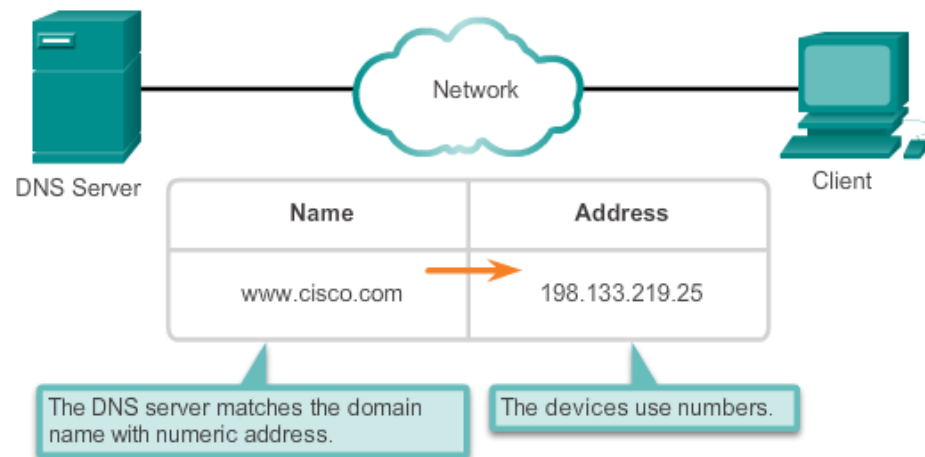 Network
DNS Server
Client
Name
Address
www.cisco.com
198.133.219.25
The DNS server matches the domain
name with numeric address.
The devices use numbers.